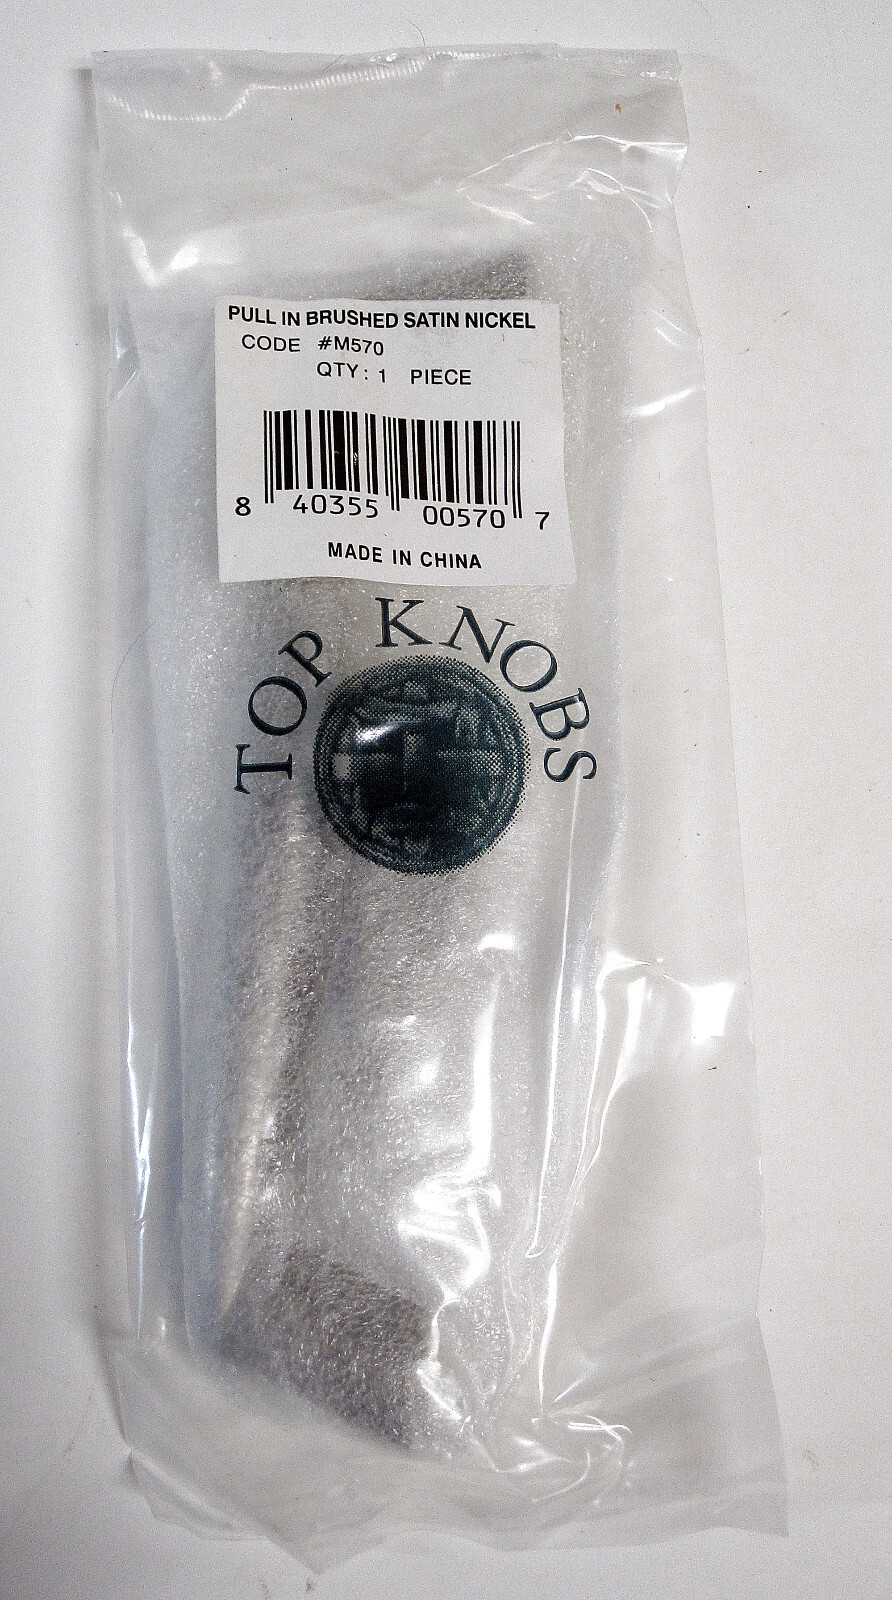 PULL IN BRUSHED SATIN NICKEL
CODE #M570
QTY: 1 PIECE
8 40355 00570 7
MADE IN CHINA
TOP KNOBS